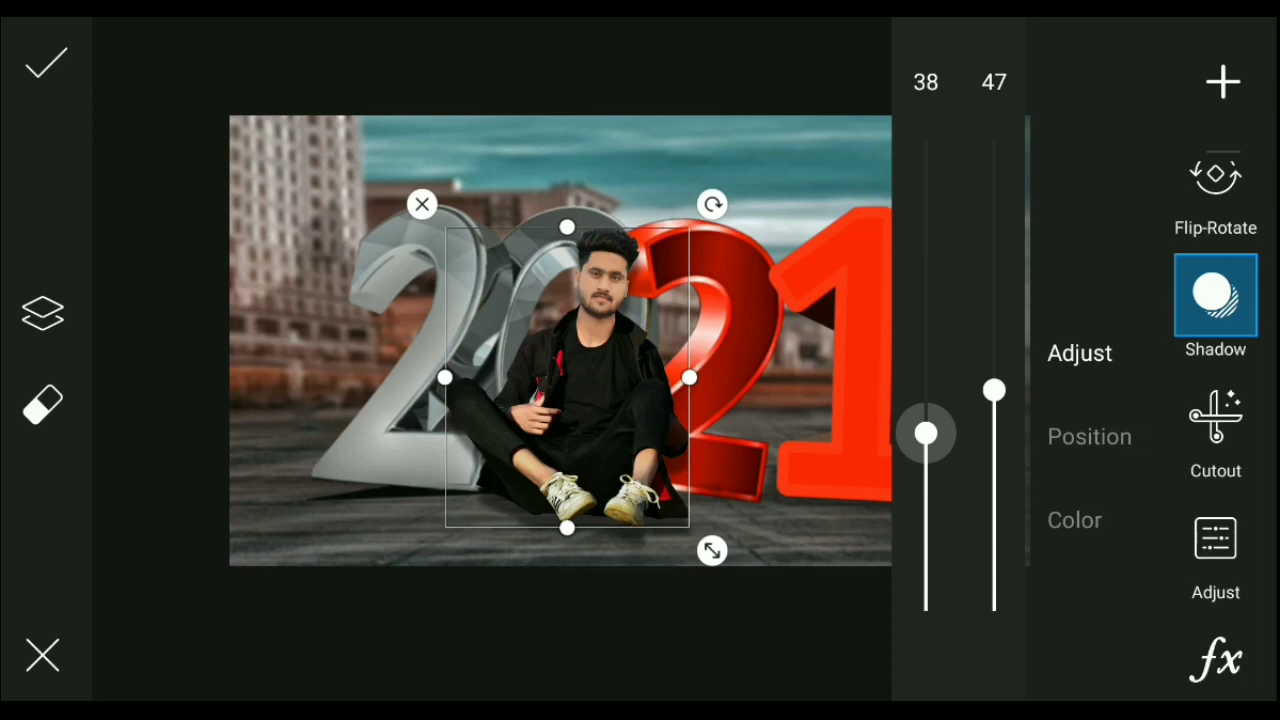 38 47
2021
Flip-Rotate
Shadow
Adjust
Position
Cutout
Color
Adjust
fx